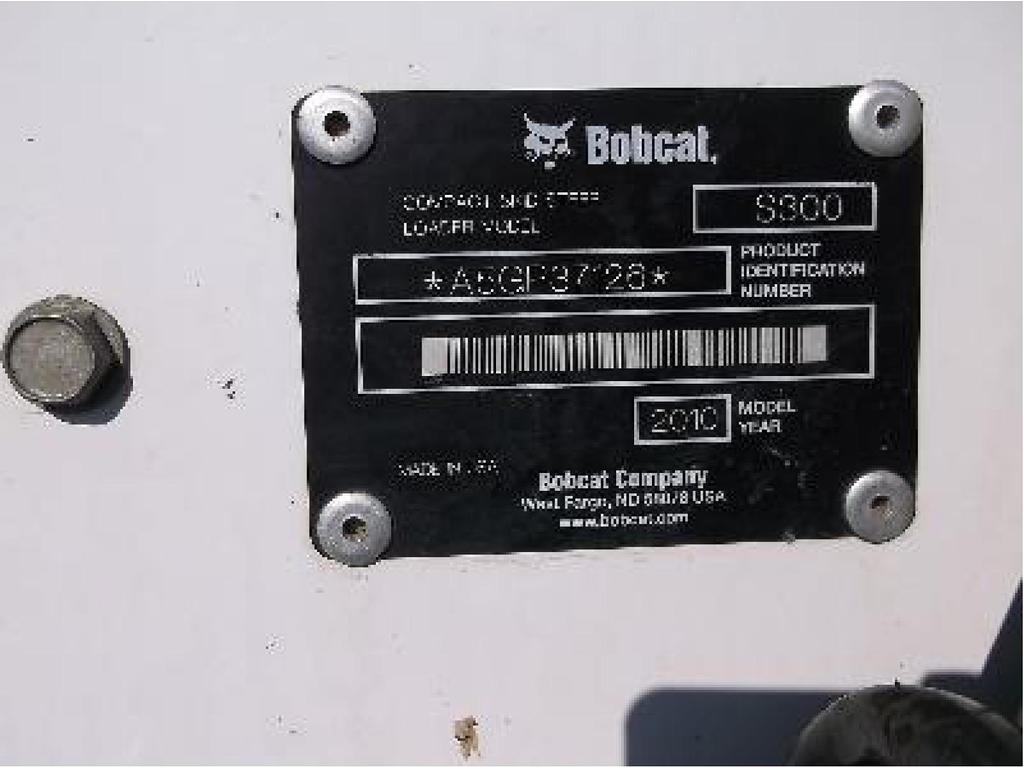 Bobcat.
COMPACT SKID STEER
LOADER MODEL
S300
*A5GP37128*
PRODUCT
IDENTIFICATION
NUMBER
2010
MODEL
YEAR
MADE IN USA
Bobcat Company
West Fargo, ND 58078 USA
www.bobcat.com